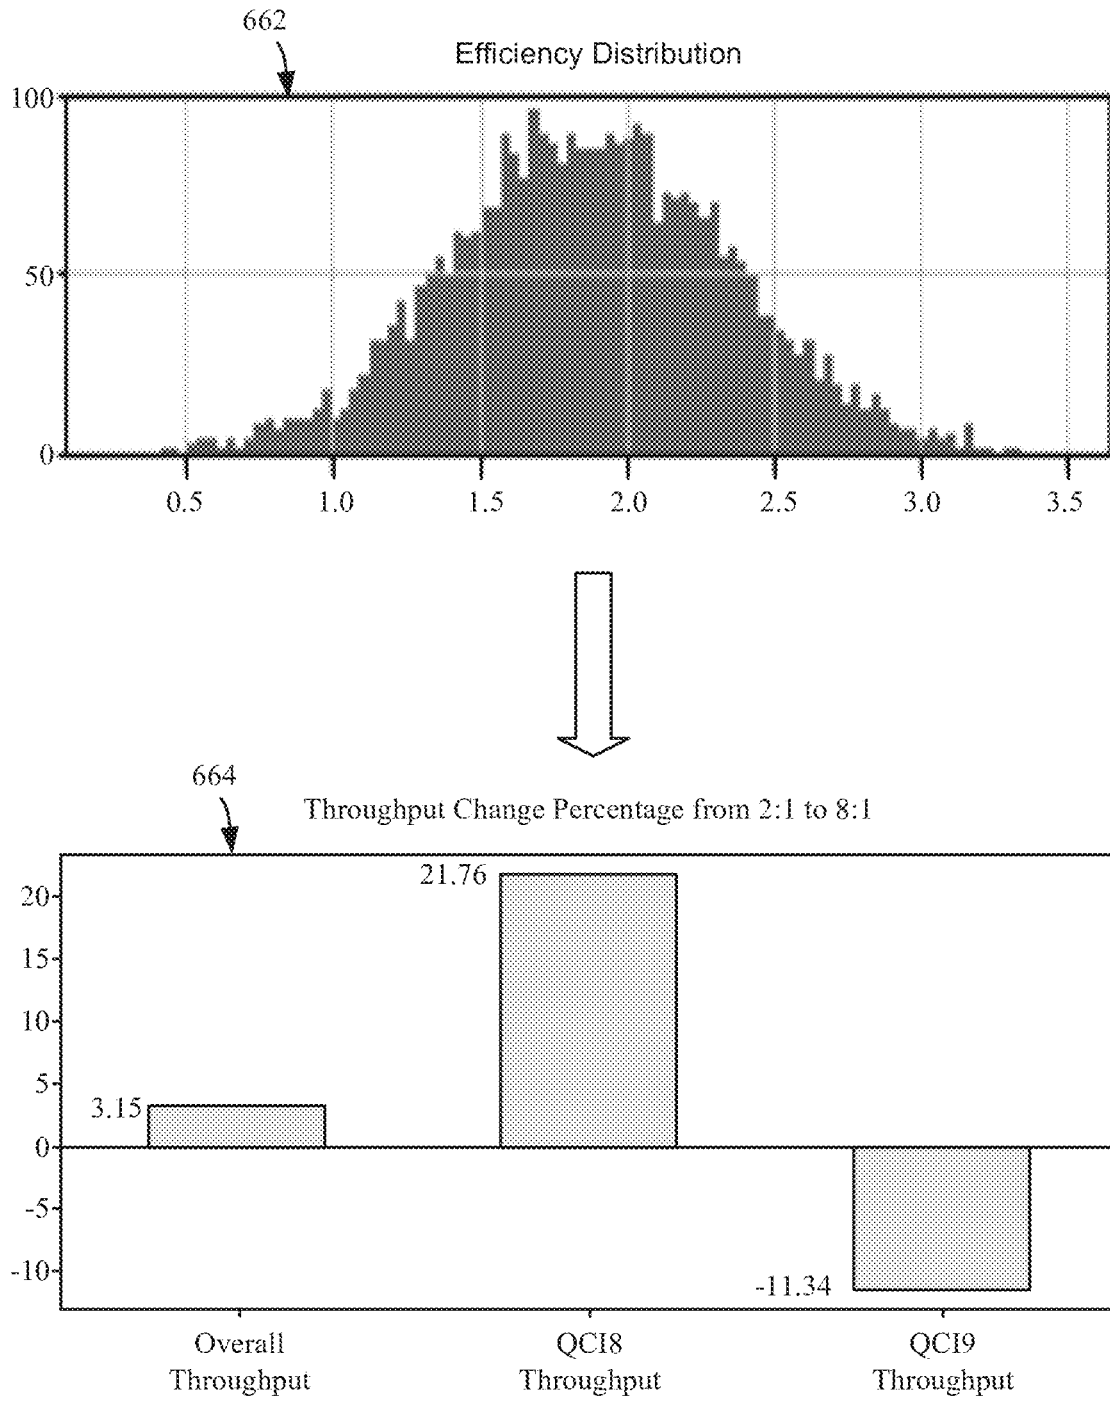 662
Efficiency Distribution
100
50
0
0.5 1.0 1.5 2.0 2.5 3.0 3.5
664
Throughput Change Percentage from 2:1 to 8:1
21.76
20
15
10
5
3.15
0
-5
-10
-11.34
Overall Throughput
QCI8 Throughput
QCI9 Throughput